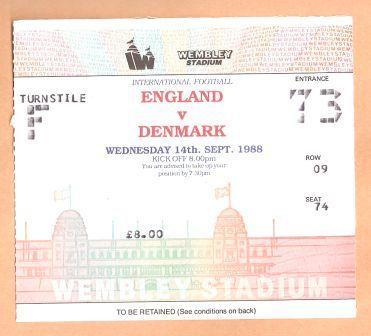 WEMBLEY
STADIUM
INTERNATIONAL FOOTBALL
ENTRANCE
TURNSTILE
F
ENGLAND
v
DENMARK
73
WEDNESDAY 14th. SEPT. 1988
KICK OFF 8.00pm
You are advised to take up your
position by 7.30pm
ROW
09
SEAT
74
£8.00
WEMBLEY STADIUM
TO BE RETAINED (See conditions on back)